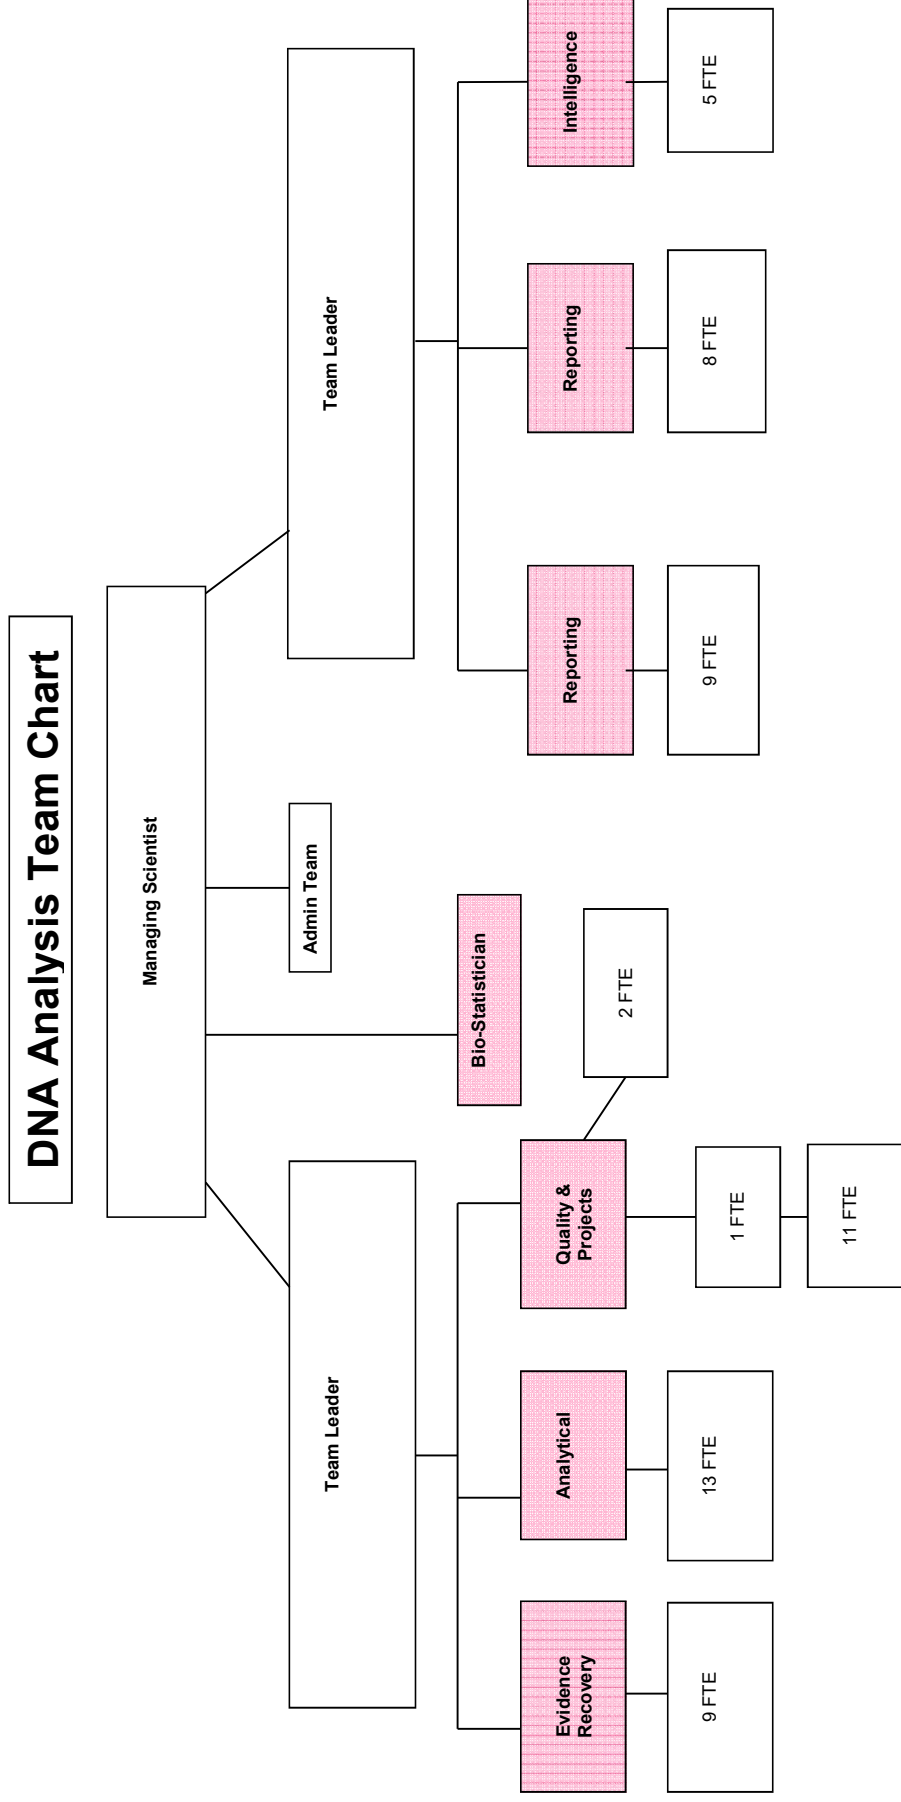 DNA Analysis Team Chart
Managing Scientist
Team Leader
Admin Team
Team Leader
Bio-Statistician
Evidence
Recovery
Analytical
Quality &
Projects
Reporting
Reporting
Intelligence
2 FTE
9 FTE
13 FTE
1 FTE
11 FTE
9 FTE
8 FTE
5 FTE